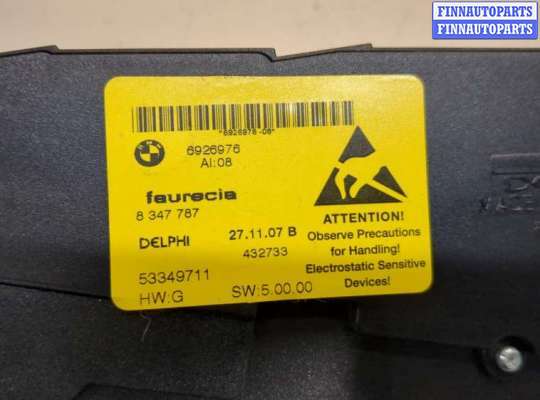 FINNAUTOPARTS
FINNAUTOPARTS
*6926976-08*
BMW
6926976
AI:08
faurecia
8 347 787
DELPHI
27.11.07 B
432733
53349711
HW:G
SW:5.00.00
ATTENTION!
Observe Precautions
for Handling!
Electrostatic Sensitive
Devices!